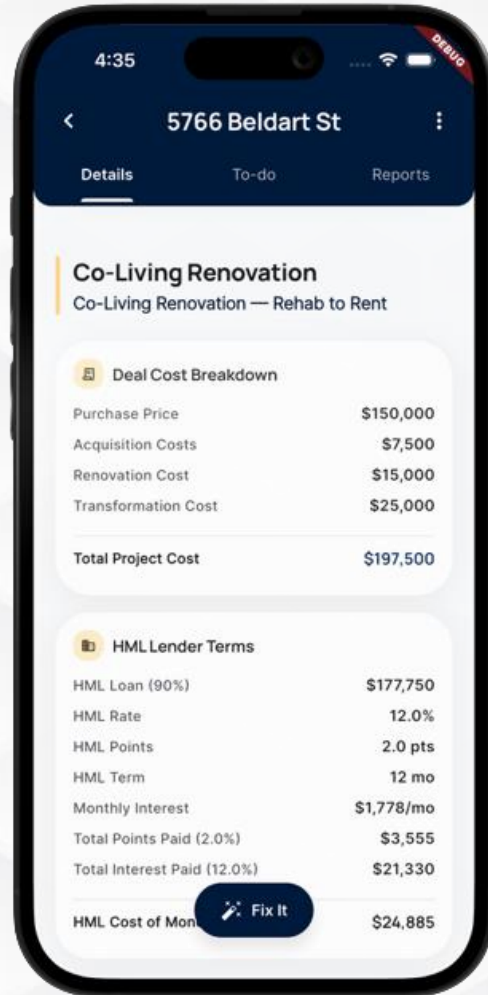 4:35
DEBUG
5766 Beldart St
Details To-do Reports
Co-Living Renovation
Co-Living Renovation — Rehab to Rent
Deal Cost Breakdown
Purchase Price $150,000
Acquisition Costs $7,500
Renovation Cost $15,000
Transformation Cost $25,000
Total Project Cost $197,500
HML Lender Terms
HML Loan (90%) $177,750
HML Rate 12.0%
HML Points 2.0 pts
HML Term 12 mo
Monthly Interest $1,778/mo
Total Points Paid (2.0%) $3,555
Total Interest Paid (12.0%) $21,330
HML Cost of $24,885
Fix It